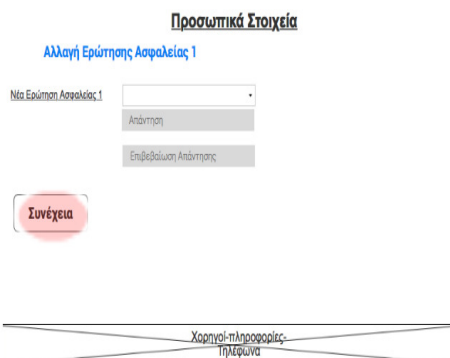 Προσωπικά Στοιχεία
Αλλαγή Ερώτησης Ασφαλείας 1
Νέα Ερώτηση Ασφαλείας 1
Απάντηση
Επιβεβαίωση Απάντησης
Συνέχεια
Χορηγοί-πληροφορίες-
Τηλέφωνα